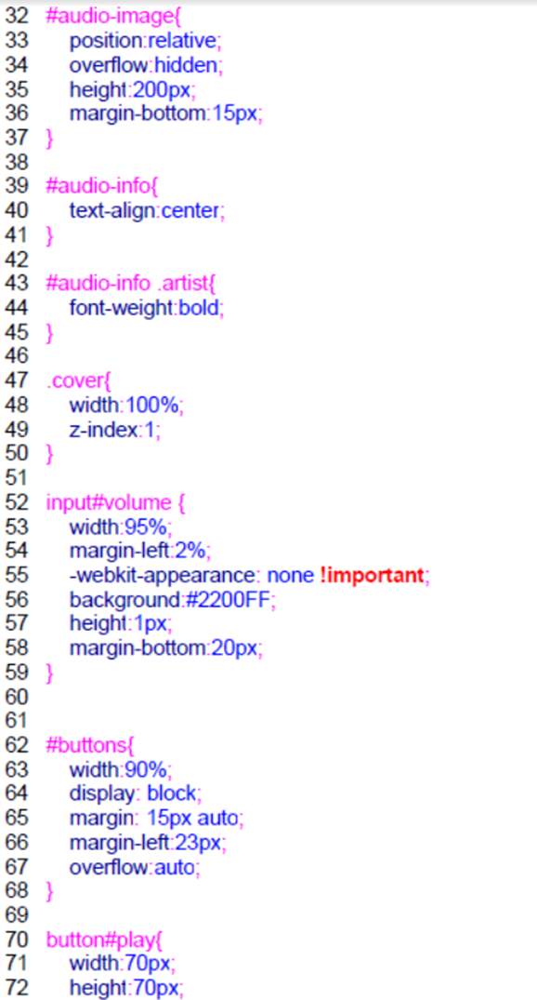 32 #audio-image{
33 position:relative;
34 overflow:hidden;
35 height:200px;
36 margin-bottom:15px;
37 }
38
39 #audio-info{
40 text-align:center;
41 }
42
43 #audio-info .artist{
44 font-weight:bold;
45 }
46
47 .cover{
48 width:100%;
49 z-index:1;
50 }
51
52 input#volume {
53 width:95%;
54 margin-left:2%;
55 -webkit-appearance: none !important;
56 background:#2200FF;
57 height:1px;
58 margin-bottom:20px;
59 }
60
61
62 #buttons{
63 width:90%;
64 display: block;
65 margin: 15px auto;
66 margin-left:23px;
67 overflow:auto;
68 }
69
70 button#play{
71 width:70px;
72 height:70px;